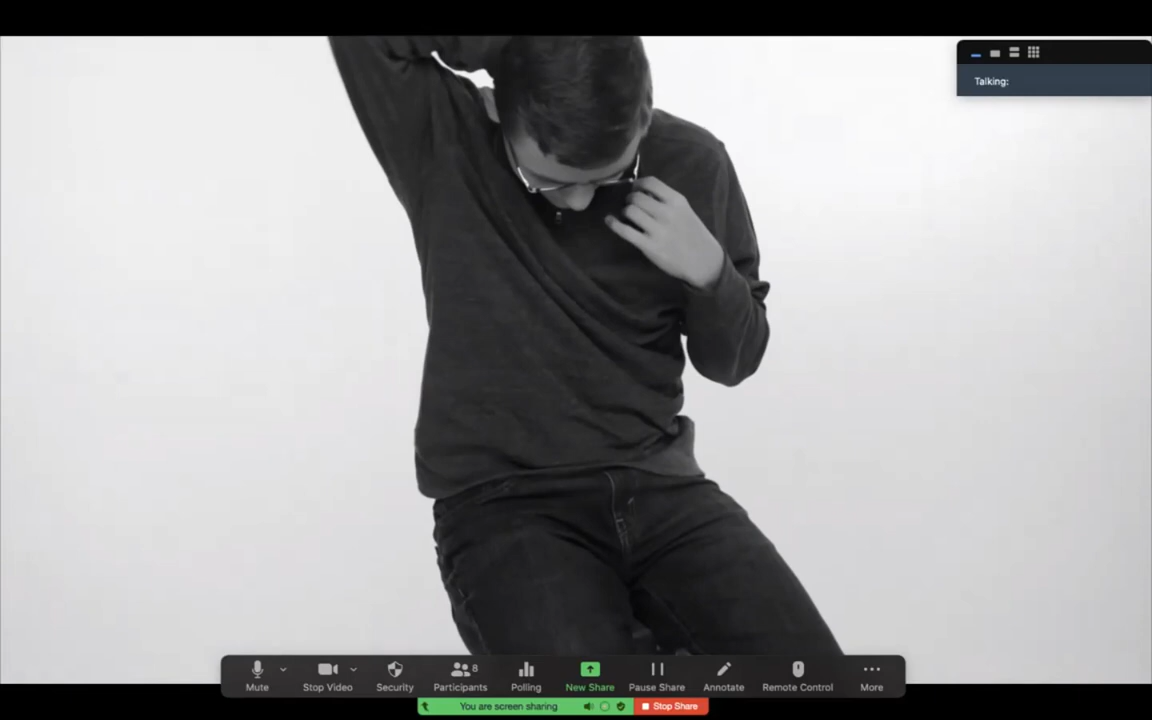 Talking:
Mute
Stop Video
Security
Participants
8
Polling
New Share
Pause Share
Annotate
Remote Control
More
You are screen sharing
Stop Share